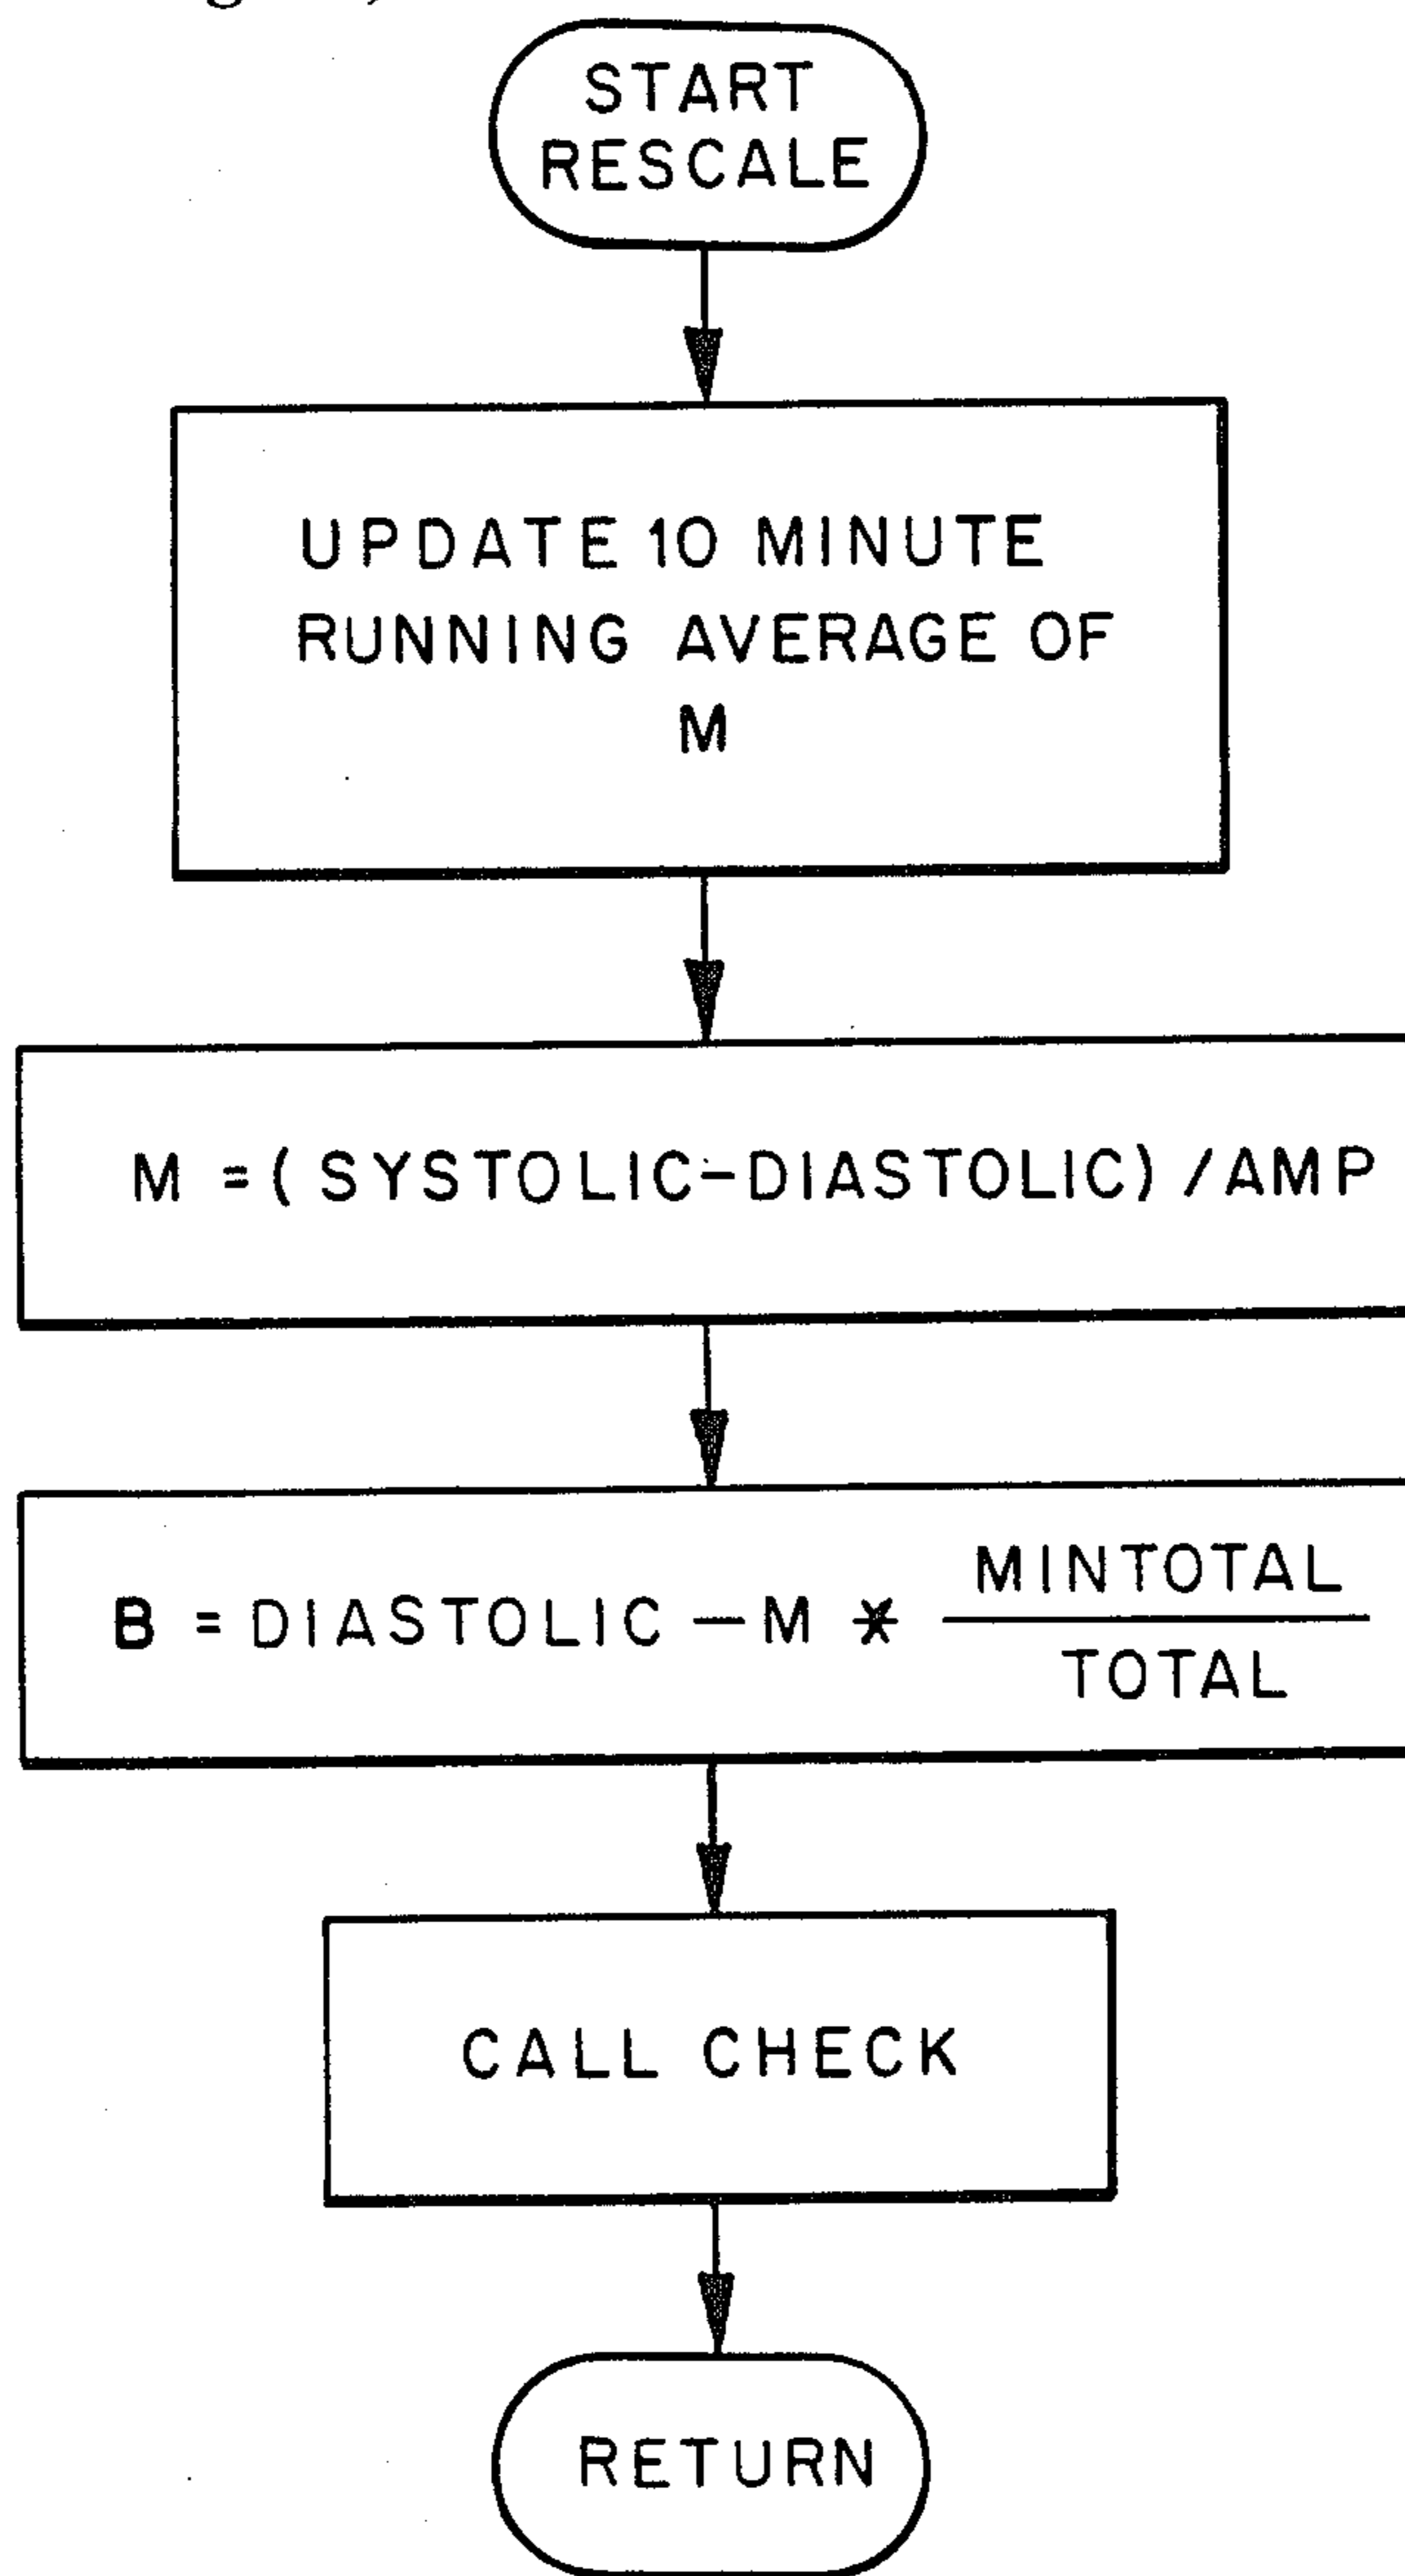 START
RESCALE
UPDATE 10 MINUTE
RUNNING AVERAGE OF
M
M = (SYSTOLIC-DIASTOLIC) / AMP
B = DIASTOLIC - M * MINTOTAL
TOTAL
CALL CHECK
RETURN